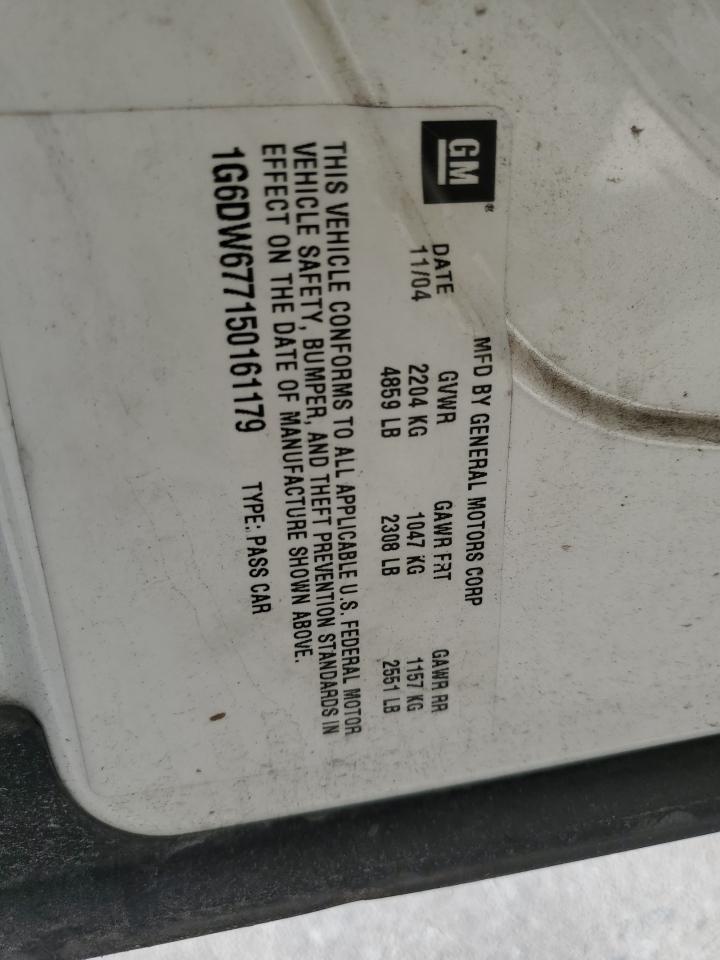 GM®
MFD BY GENERAL MOTORS CORP
DATE GVWR GAWR FRT GAWR RR
11/04 2204 KG 1047 KG 1157 KG
4859 LB 2308 LB 2551 LB
THIS VEHICLE CONFORMS TO ALL APPLICABLE U.S. FEDERAL MOTOR
VEHICLE SAFETY, BUMPER, AND THEFT PREVENTION STANDARDS IN
EFFECT ON THE DATE OF MANUFACTURE SHOWN ABOVE.
1G6DW677150161179 TYPE: PASS CAR